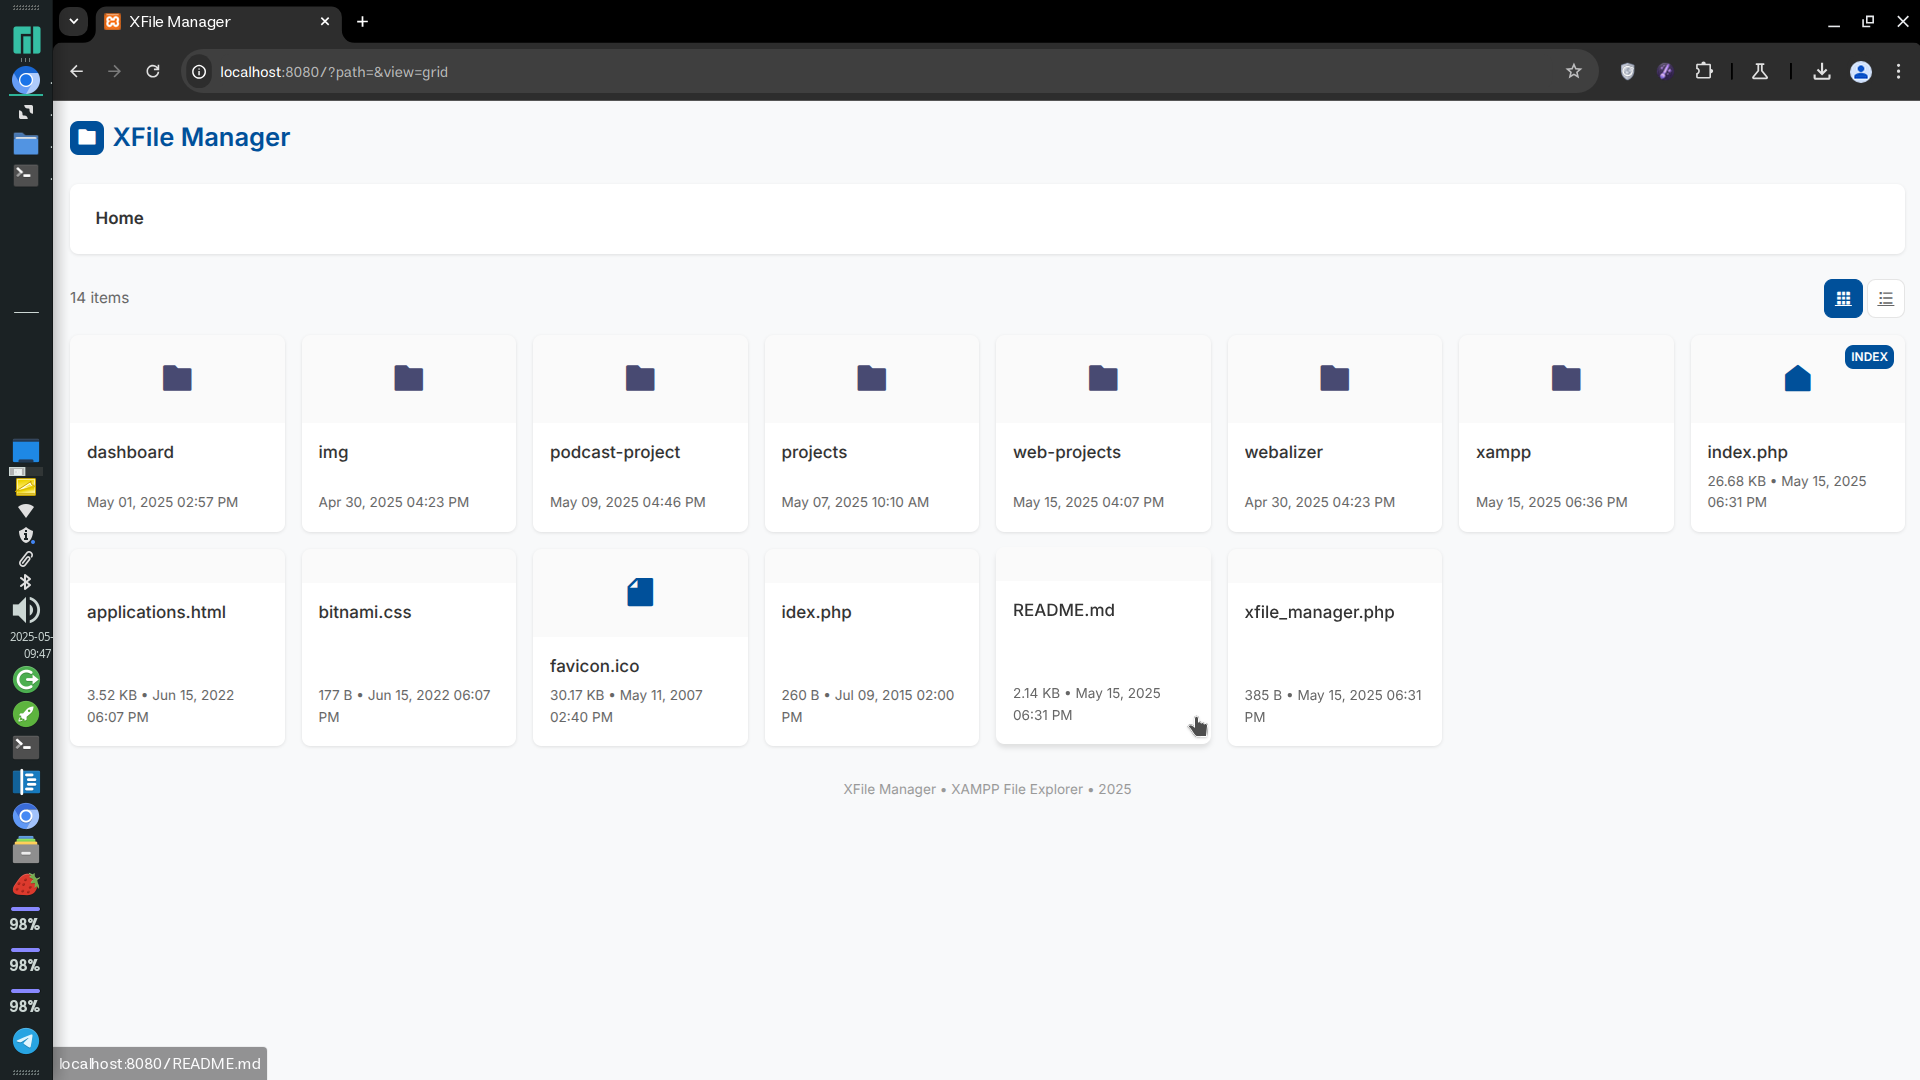 XFile Manager
localhost:8080/?path=&view=grid
XFile Manager
Home
14 items
dashboard
May 01, 2025 02:57 PM
img
Apr 30, 2025 04:23 PM
podcast-project
May 09, 2025 04:46 PM
projects
May 07, 2025 10:10 AM
web-projects
May 15, 2025 04:07 PM
webalizer
Apr 30, 2025 04:23 PM
xampp
May 15, 2025 06:36 PM
INDEX
index.php
26.68 KB • May 15, 2025
06:31 PM
applications.html
3.52 KB • Jun 15, 2022
06:07 PM
bitnami.css
177 B • Jun 15, 2022 06:07
PM
favicon.ico
30.17 KB • May 11, 2007
02:40 PM
idex.php
260 B • Jul 09, 2015 02:00
PM
README.md
2.14 KB • May 15, 2025
06:31 PM
xfile_manager.php
385 B • May 15, 2025 06:31
PM
XFile Manager • XAMPP File Explorer • 2025
2025-05-
09:47
98%
98%
98%
localhost:8080/README.md